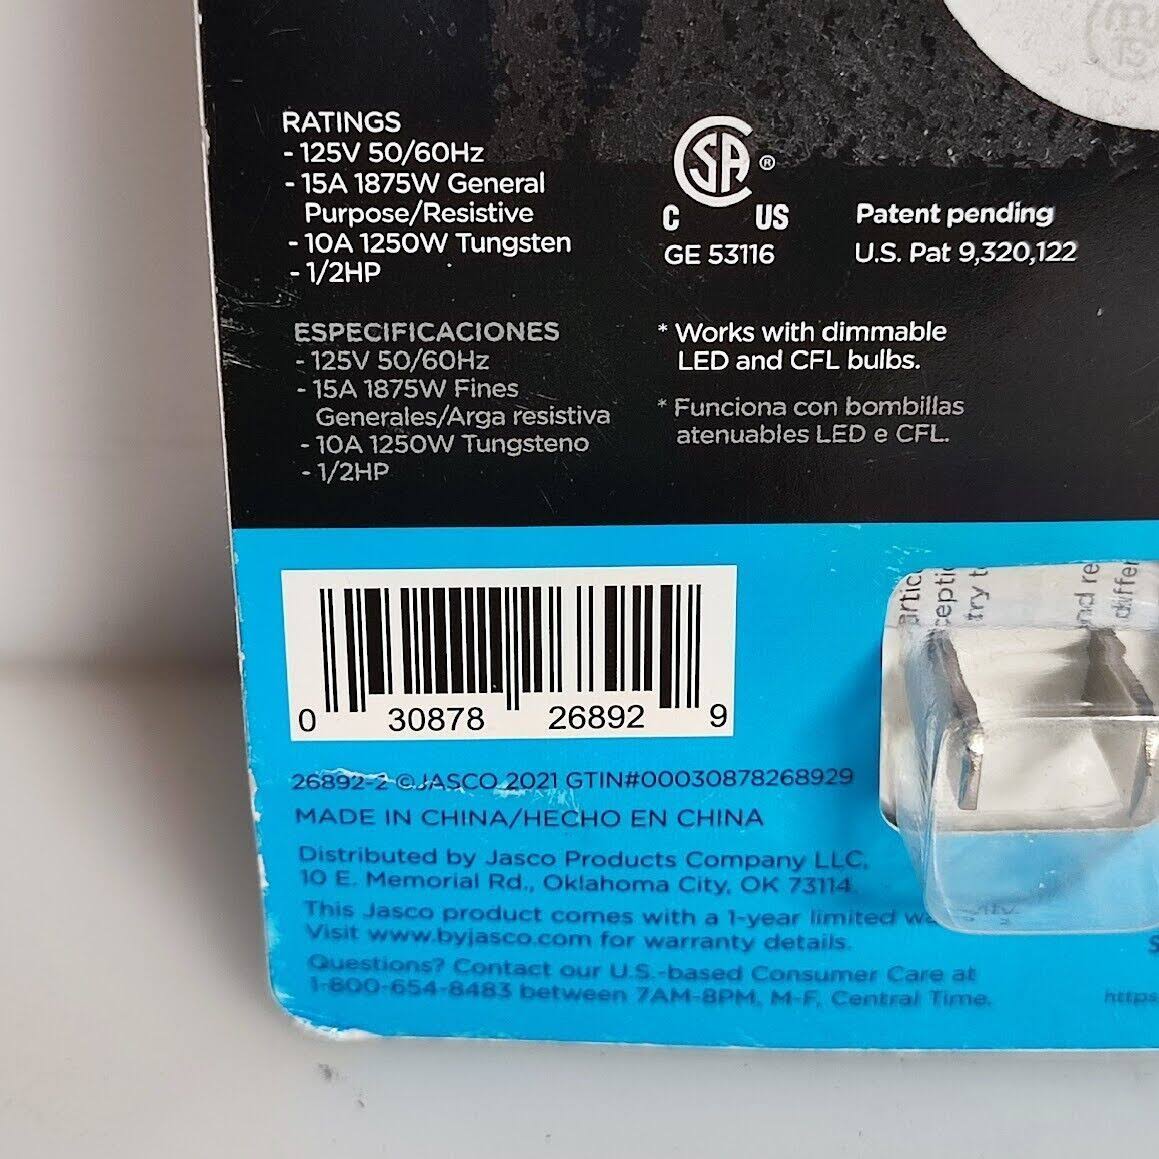 RATINGS
- 125V 50/60Hz
- 15A 1875W General
Purpose/Resistive
- 10A 1250W Tungsten
- 1/2HP
ESPECIFICACIONES
- 125V 50/60Hz
- 15A 1875W Fines
Generales/Arga resistiva
- 10A 1250W Tungsteno
- 1/2HP
SA ®
C US
GE 53116
Patent pending
U.S. Pat 9,320,122
* Works with dimmable
LED and CFL bulbs.
* Funciona con bombillas
atenuables LED e CFL.
0 30878 26892 9
26892-2 ©JASCO 2021 GTIN#00030878268929
MADE IN CHINA/HECHO EN CHINA
Distributed by Jasco Products Company LLC,
10 E. Memorial Rd., Oklahoma City, OK 73114.
This Jasco product comes with a 1-year limited
Visit www.byjasco.com for warranty details.
Questions? Contact our U.S.-based Consumer Care at
1-800-654-8483 between 7AM-8PM, M-F, Central Time.
https